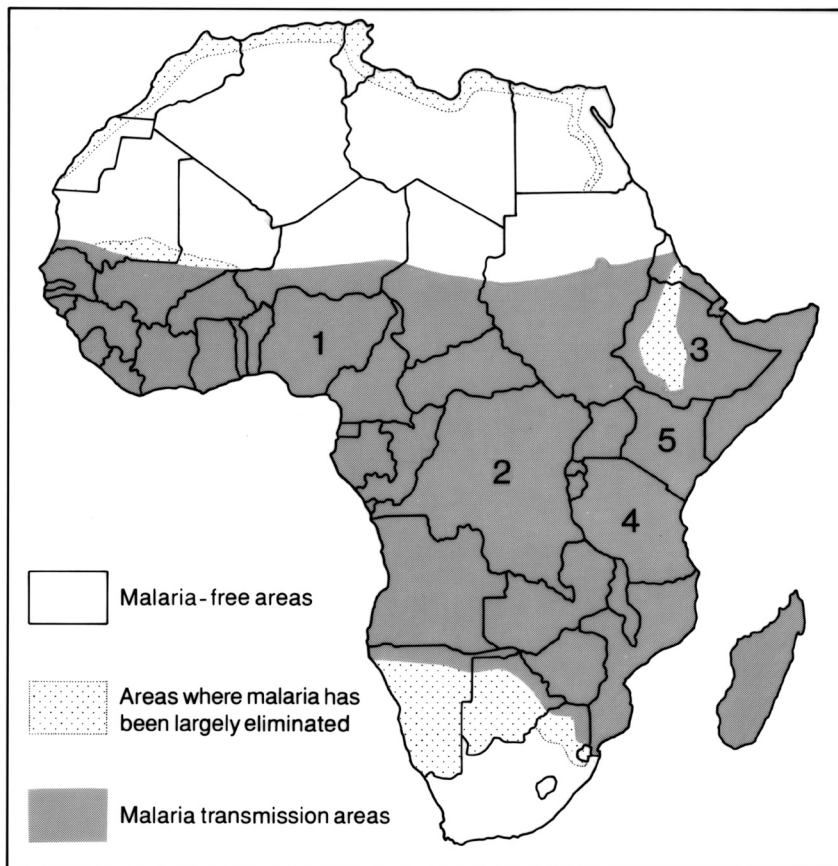 1
3
5
2
4
Malaria-free areas
Areas where malaria has
been largely eliminated
Malaria transmission areas